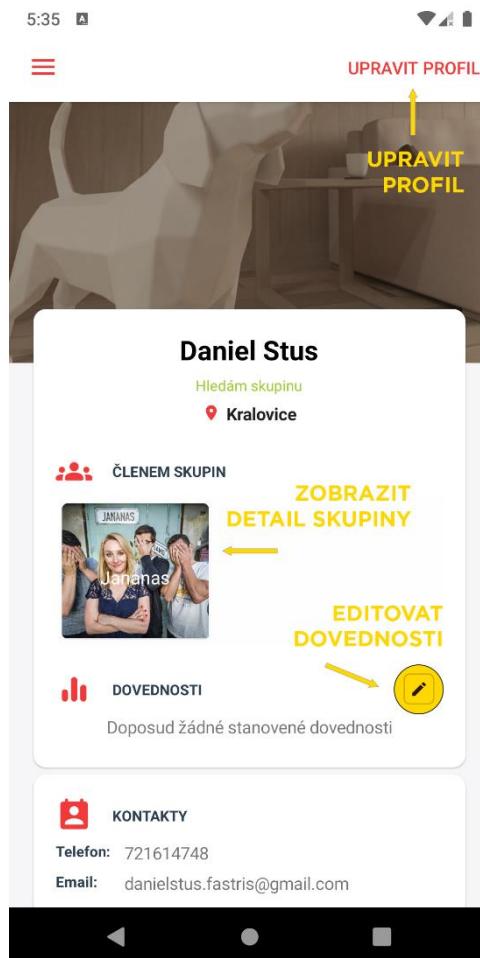 5:35 A
UPRAVIT PROFIL
UPRAVIT
PROFIL
Daniel Stus
Hledám skupinu
Kralovice
ČLENEM SKUPIN
ZOBRAZIT
DETAIL SKUPINY
JANANAS
Jananas
EDITOVAT
DOVEDNOSTI
DOVEDNOSTI
Doposud žádné stanovené dovednosti
KONTAKTY
Telefon: 721614748
Email: danielstus.fastris@gmail.com